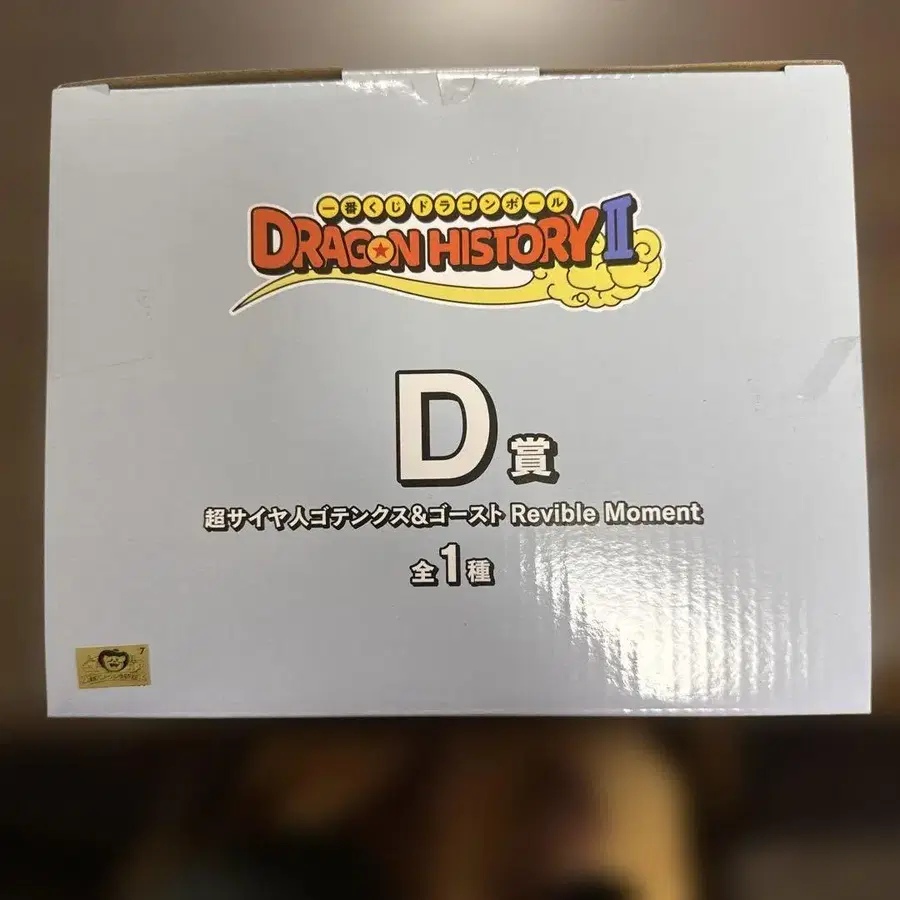 一番くじドラゴンボール
DRAGON HISTORY II
D賞
超サイヤ人ゴテンクス&ゴースト Revible Moment
全1種
7